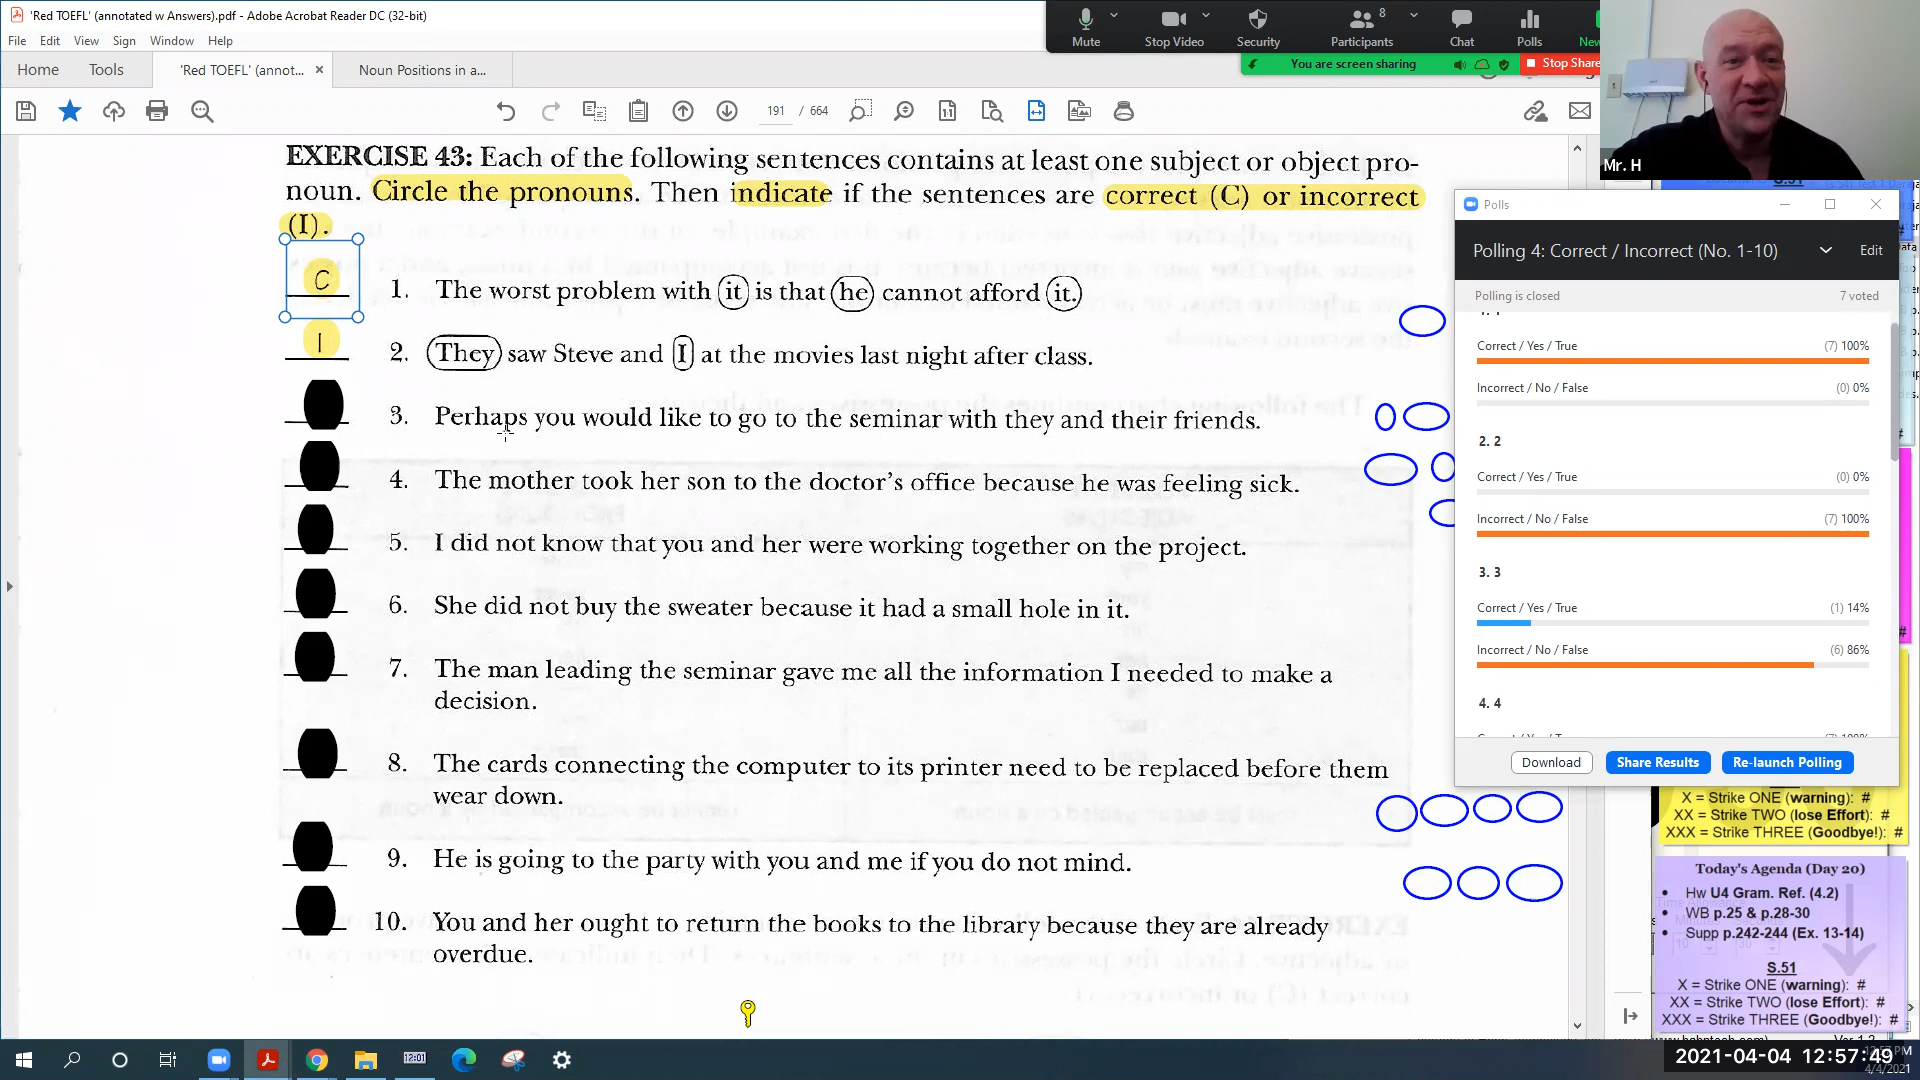 'Red TOEFL' (annotated w Answers).pdf - Adobe Acrobat Reader DC (32-bit)
File Edit View Sign Window Help
Home Tools 'Red TOEFL' (annot... × Noun Positions in a...
191 / 664
Mute Stop Video Security Participants 8 Chat Polls New
You are screen sharing Stop Share
Mr. H
EXERCISE 43: Each of the following sentences contains at least one subject or object pro-
noun. Circle the pronouns. Then indicate if the sentences are correct (C) or incorrect
(I).
C 1. The worst problem with it is that he cannot afford it.
I 2. They saw Steve and I at the movies last night after class.
3. Perhaps you would like to go to the seminar with they and their friends.
4. The mother took her son to the doctor's office because he was feeling sick.
5. I did not know that you and her were working together on the project.
6. She did not buy the sweater because it had a small hole in it.
7. The man leading the seminar gave me all the information I needed to make a
decision.
8. The cards connecting the computer to its printer need to be replaced before them
wear down.
9. He is going to the party with you and me if you do not mind.
10. You and her ought to return the books to the library because they are already
overdue.
Polls
Polling 4: Correct / Incorrect (No. 1-10) Edit
Polling is closed 7 voted
1. 1
Correct / Yes / True (7) 100%
Incorrect / No / False (0) 0%
2. 2
Correct / Yes / True (0) 0%
Incorrect / No / False (7) 100%
3. 3
Correct / Yes / True (1) 14%
Incorrect / No / False (6) 86%
4. 4
Download Share Results Re-launch Polling
X = Strike ONE (warning): #
XX = Strike TWO (lose Effort): #
XXX = Strike THREE (Goodbye!): #
Today's Agenda (Day 20)
• Hw U4 Gram. Ref. (4.2)
• WB p.25 & p.28-30
• Supp p.242-244 (Ex. 13-14)
S.51
X = Strike ONE (warning): #
XX = Strike TWO (lose Effort): #
XXX = Strike THREE (Goodbye!): #
12:01
2021-04-04 12:57:49
4/4/2021